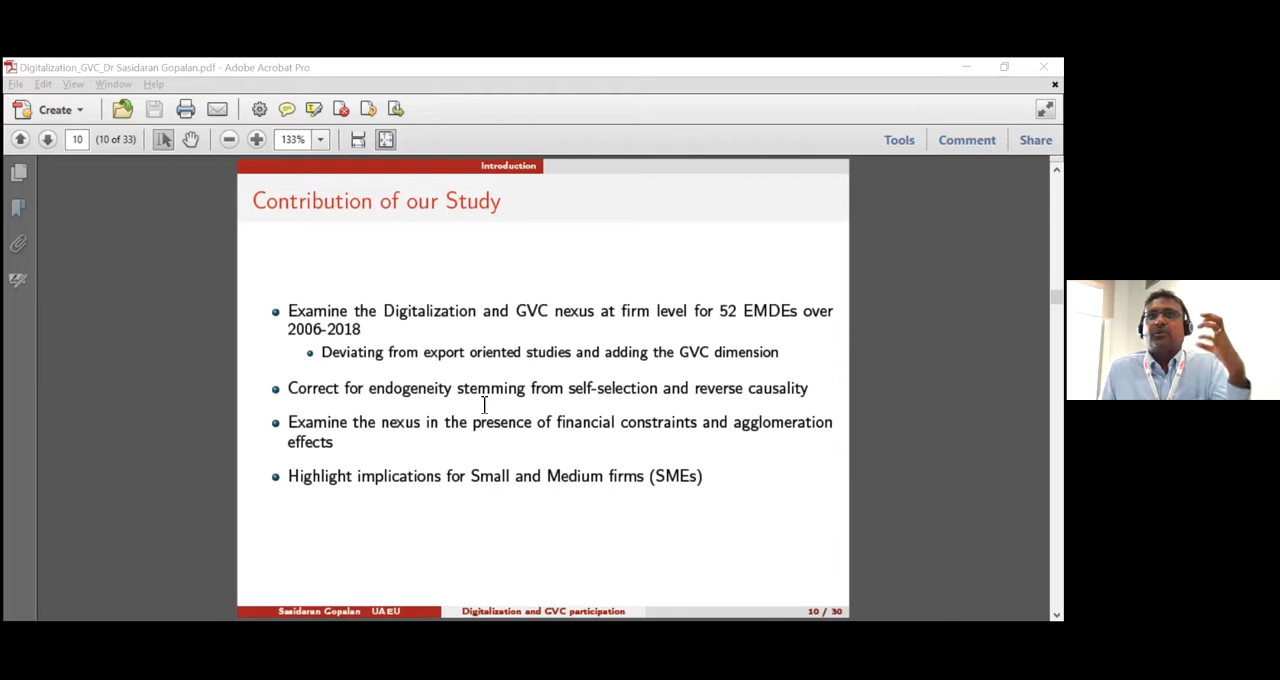 Digitalization_GVC_Dr Sasidaran Gopalan.pdf - Adobe Acrobat Pro
File Edit View Window Help
Create
10 (10 of 33) 133% Tools Comment Share
Introduction
Contribution of our Study
Examine the Digitalization and GVC nexus at firm level for 52 EMDEs over
2006-2018
Deviating from export oriented studies and adding the GVC dimension
Correct for endogeneity stemming from self-selection and reverse causality
Examine the nexus in the presence of financial constraints and agglomeration
effects
Highlight implications for Small and Medium firms (SMEs)
Sasidaran Gopalan UAEU Digitalization and GVC participation 10 / 30